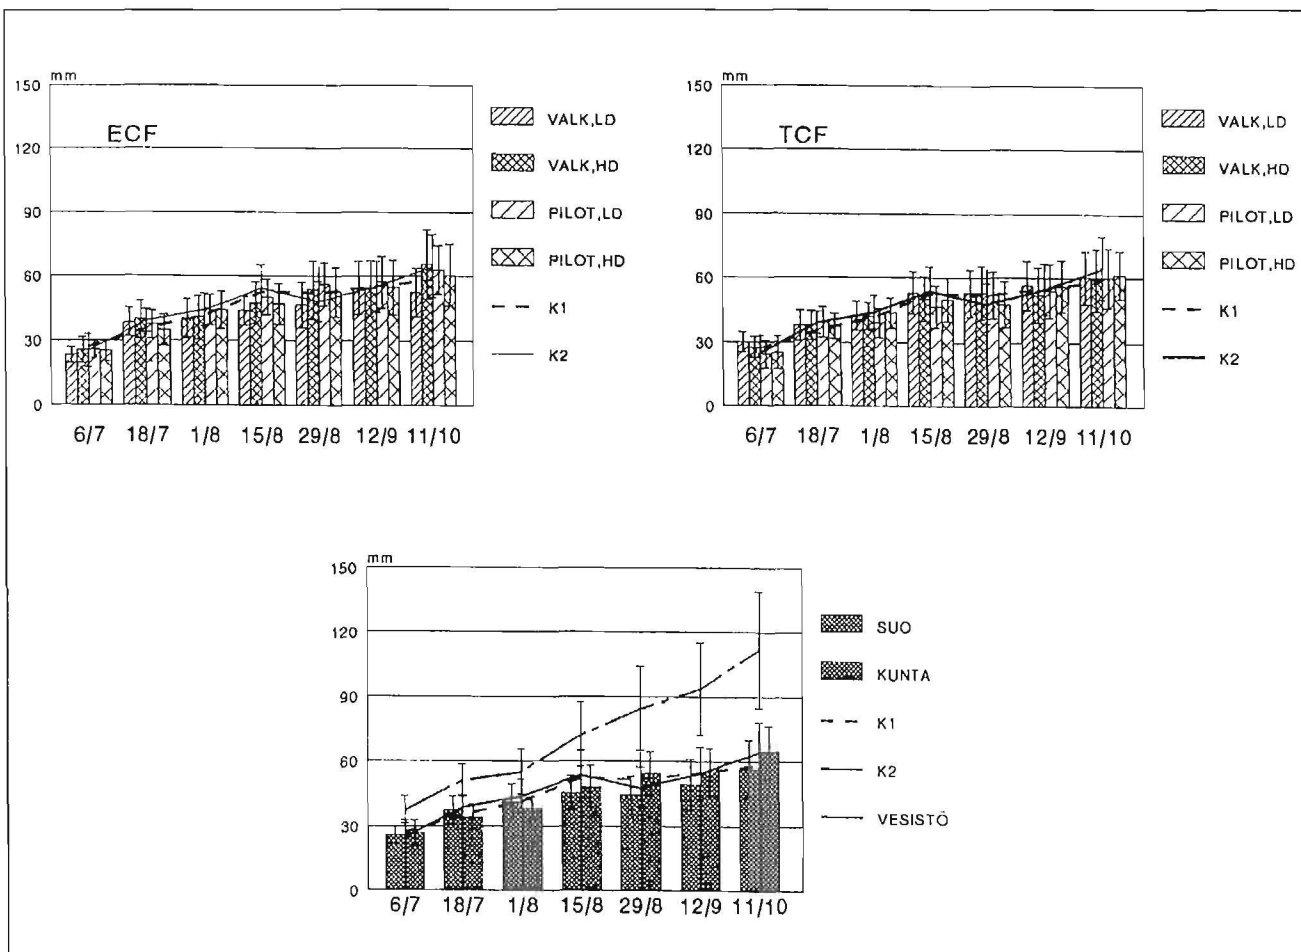 mm
150
120
90
60
30
0
ECF
6/7 18/7 1/8 15/8 29/8 12/9 11/10
VALK,LD
VALK,HD
PILOT,LD
PILOT,HD
K1
K2
mm
150
120
90
60
30
0
TCF
6/7 18/7 1/8 15/8 29/8 12/9 11/10
VALK,LD
VALK,HD
PILOT,LD
PILOT,HD
K1
K2
mm
150
120
90
60
30
0
6/7 18/7 1/8 15/8 29/8 12/9 11/10
SUO
KUNTA
K1
K2
VESISTÖ